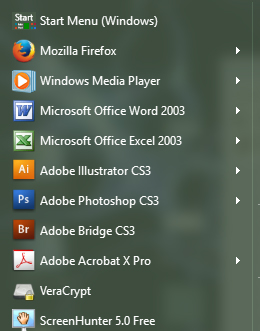 Start
Start Menu (Windows)
Mozilla Firefox
Windows Media Player
W
Microsoft Office Word 2003
X
Microsoft Office Excel 2003
Ai
Adobe Illustrator CS3
Ps
Adobe Photoshop CS3
Br
Adobe Bridge CS3
Adobe Acrobat X Pro
VeraCrypt
ScreenHunter 5.0 Free